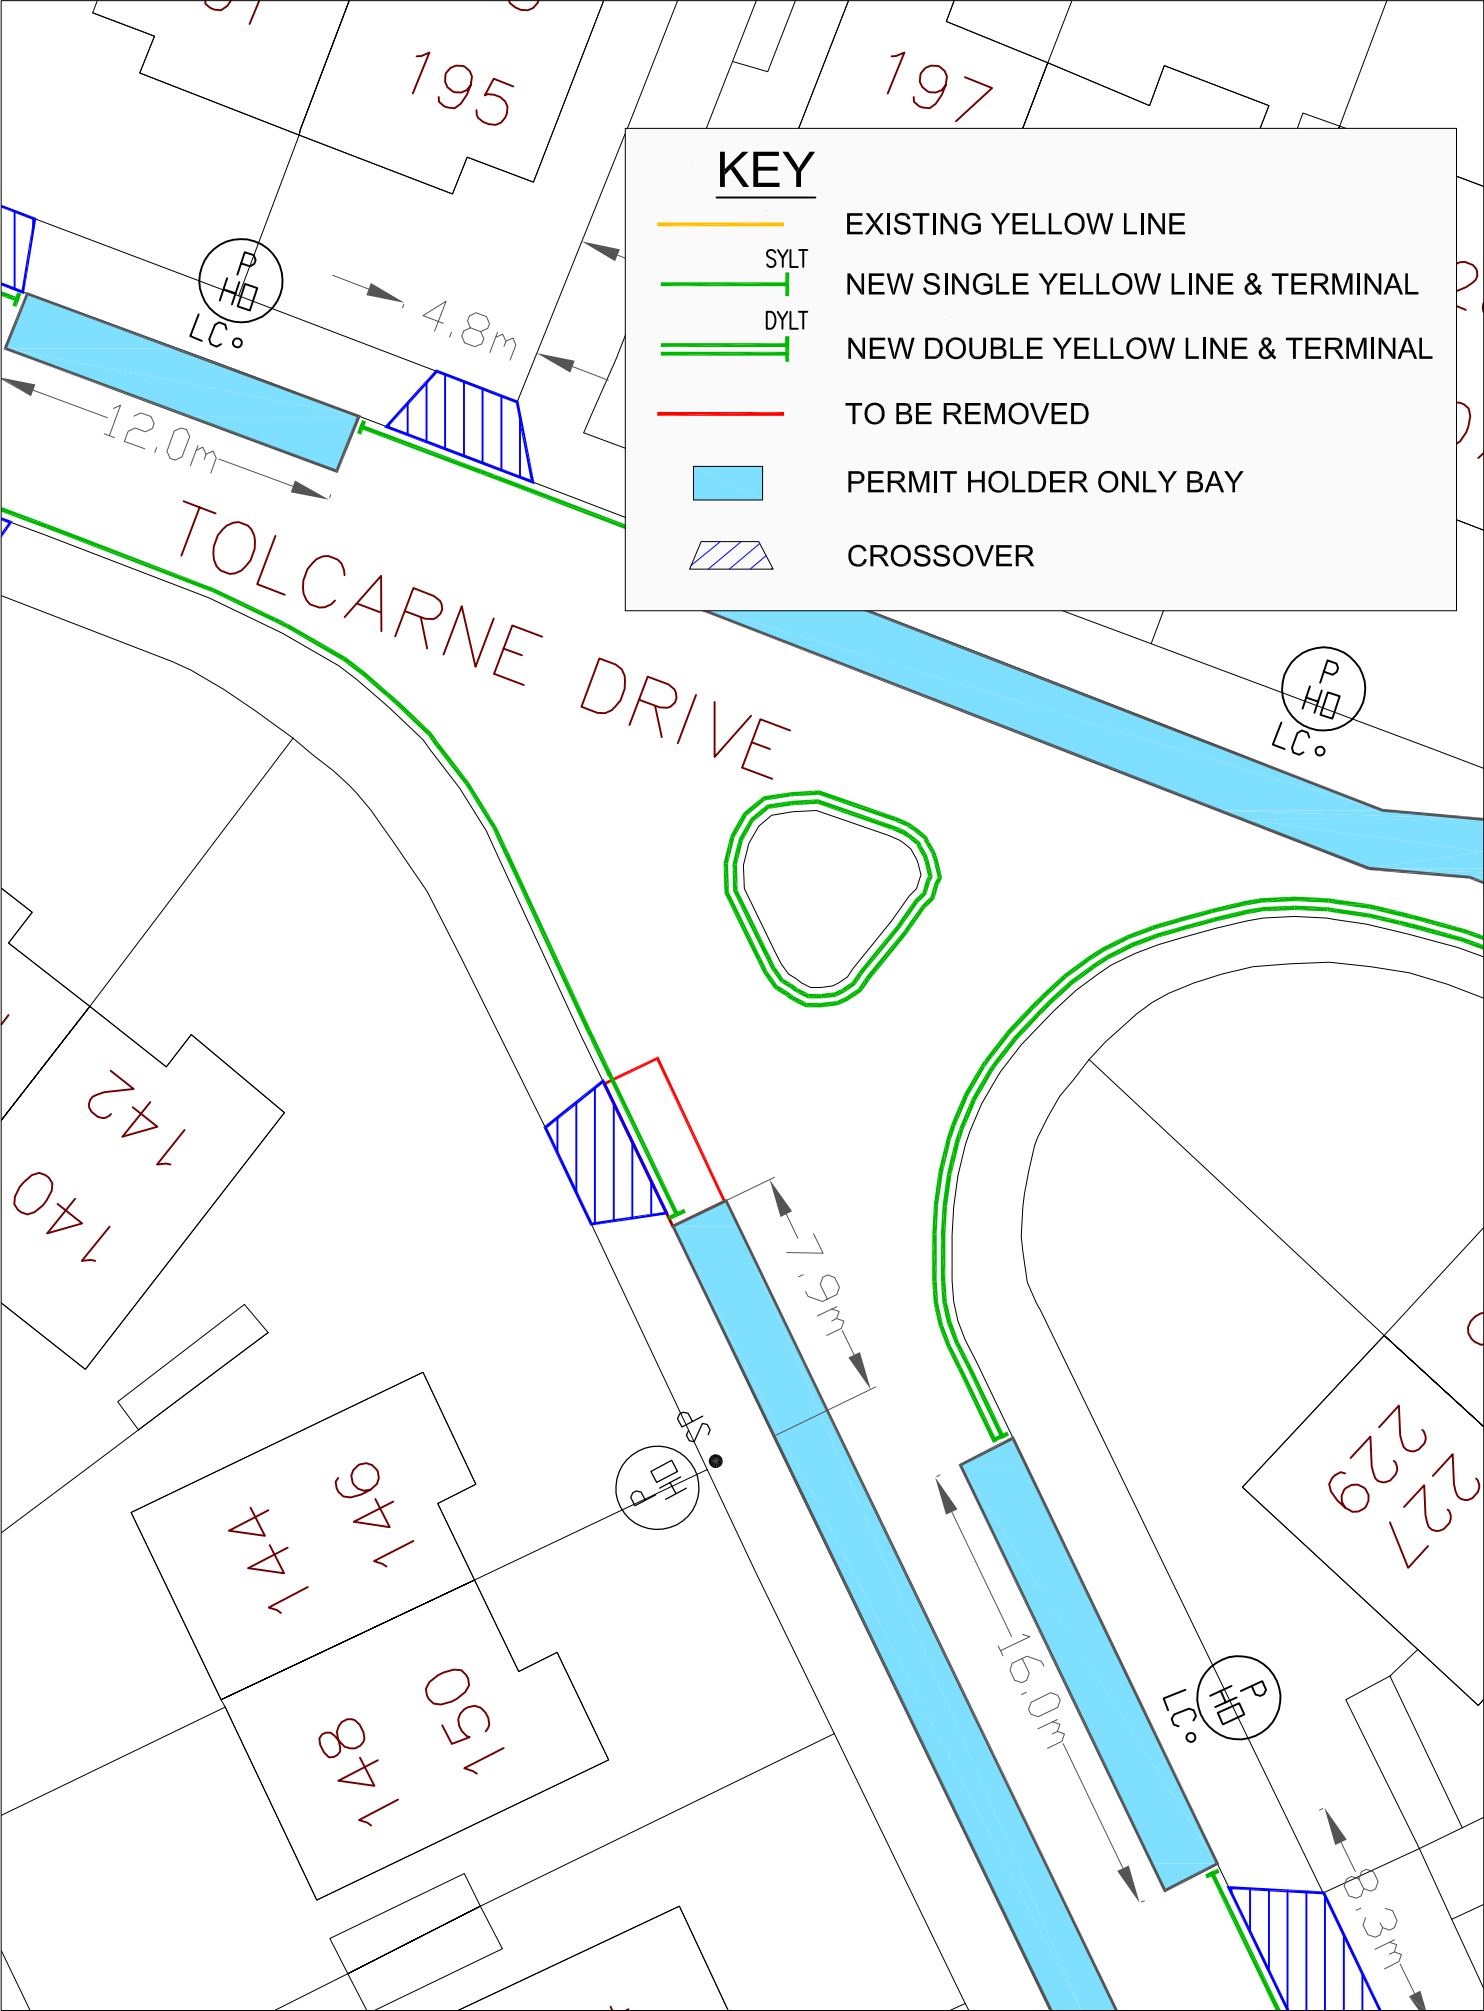 195
197
KEY
EXISTING YELLOW LINE
SYLT
NEW SINGLE YELLOW LINE & TERMINAL
DYLT
NEW DOUBLE YELLOW LINE & TERMINAL
TO BE REMOVED
PERMIT HOLDER ONLY BAY
CROSSOVER
P
HO
LC
4.8m
12.0m
TOLCARNE DRIVE
P
HO
LC
142
140
7.9m
P
HO
SP
146
144
229
227
150
148
16.0m
P
HO
LC
8.3m